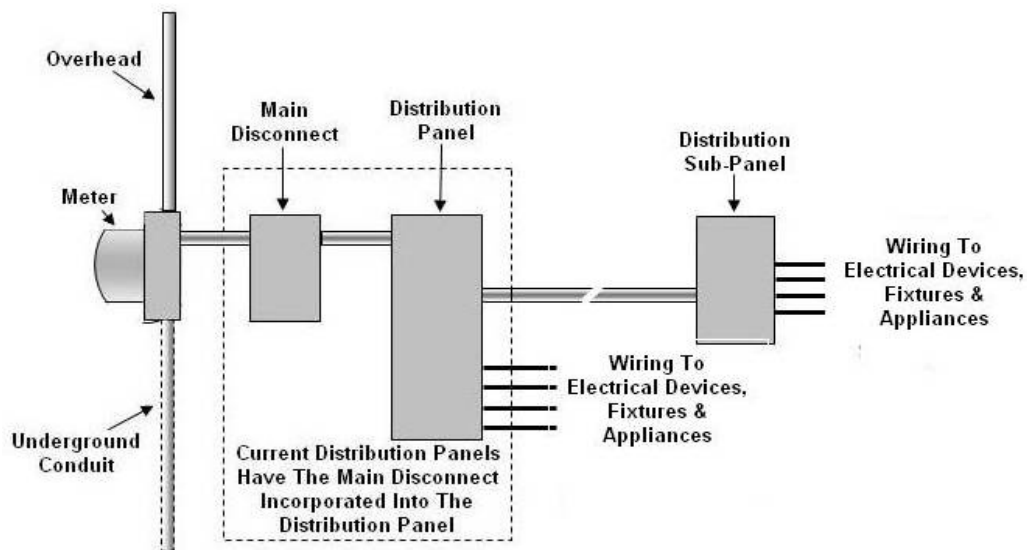 Overhead
Main
Disconnect
Distribution
Panel
Distribution
Sub-Panel
Meter
Wiring To
Electrical Devices,
Fixtures &
Appliances
Wiring To
Electrical Devices,
Fixtures &
Appliances
Underground
Conduit
Current Distribution Panels
Have The Main Disconnect
Incorporated Into The
Distribution Panel